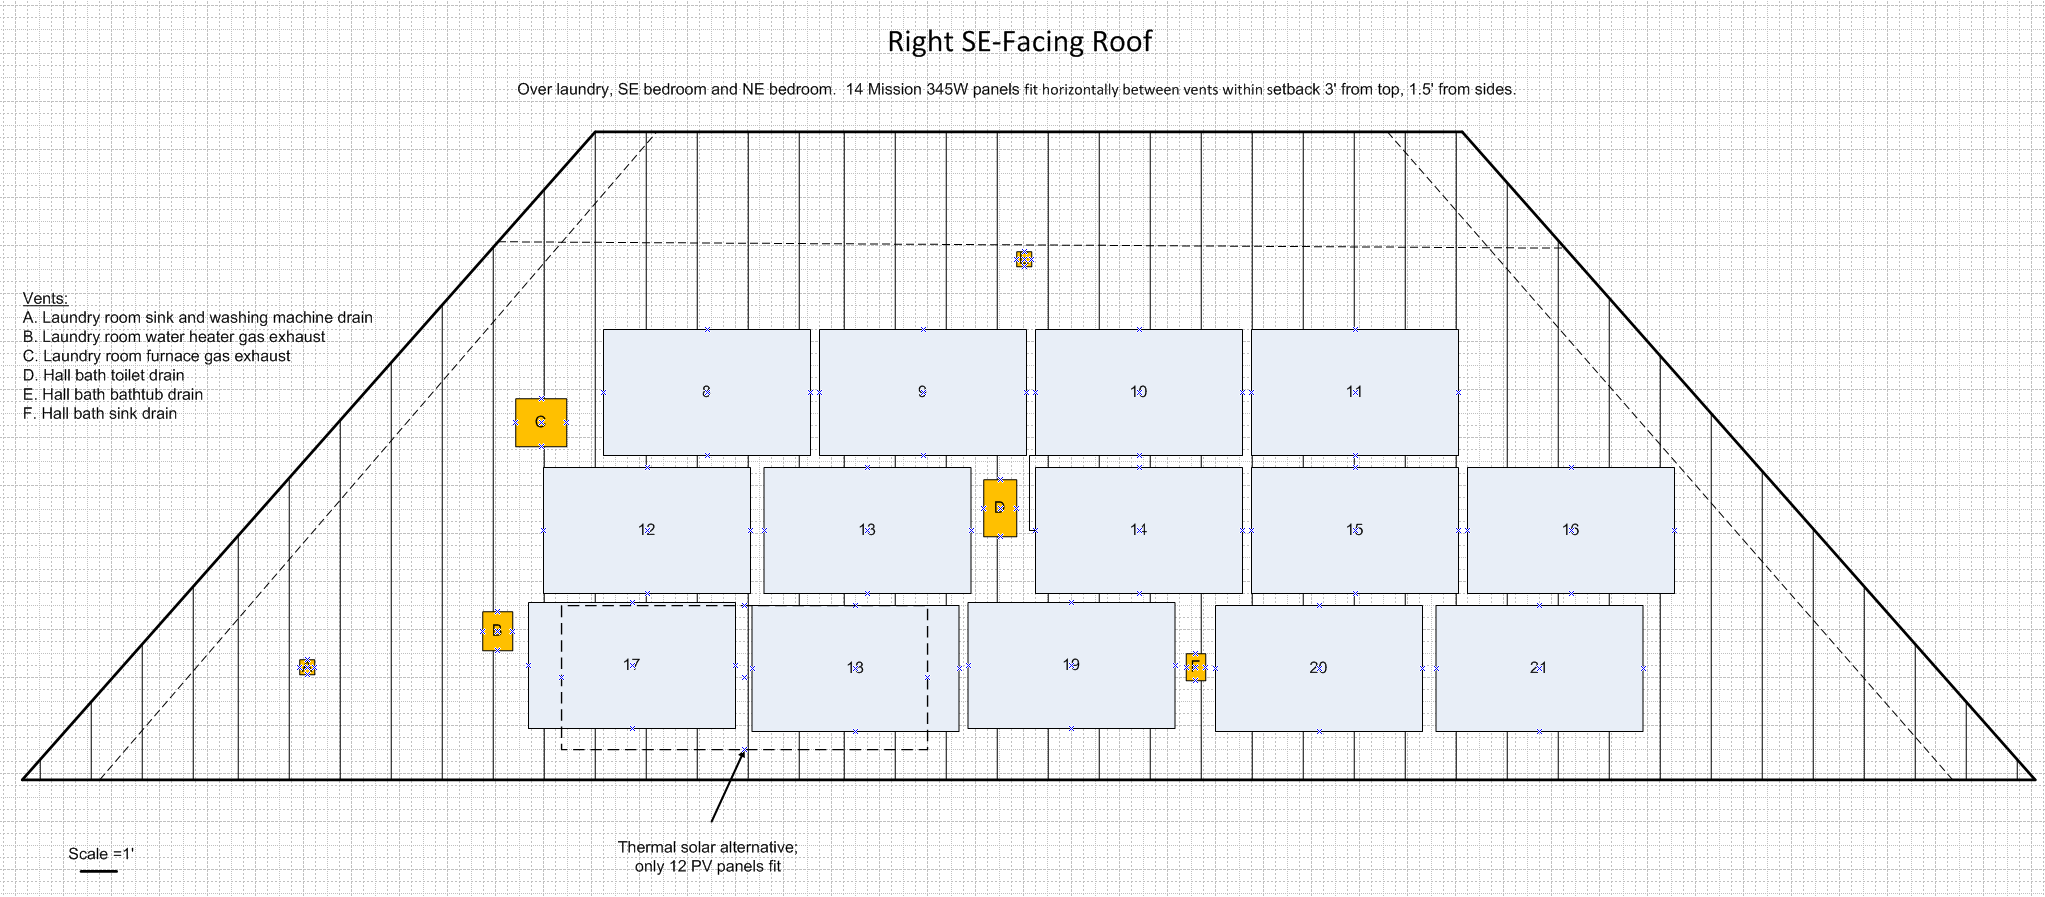 Right SE-Facing Roof
Over laundry, SE bedroom and NE bedroom.  14 Mission 345W panels fit horizontally between vents within setback 3' from top, 1.5' from sides.
Vents:
A. Laundry room sink and washing machine drain
B. Laundry room water heater gas exhaust
C. Laundry room furnace gas exhaust
D. Hall bath toilet drain
E. Hall bath bathtub drain
F. Hall bath sink drain
E
8 9 10 11
C
12 13 D 14 15 16
B
A 17 18 19 F 20 21
Thermal solar alternative;
only 12 PV panels fit
Scale =1'